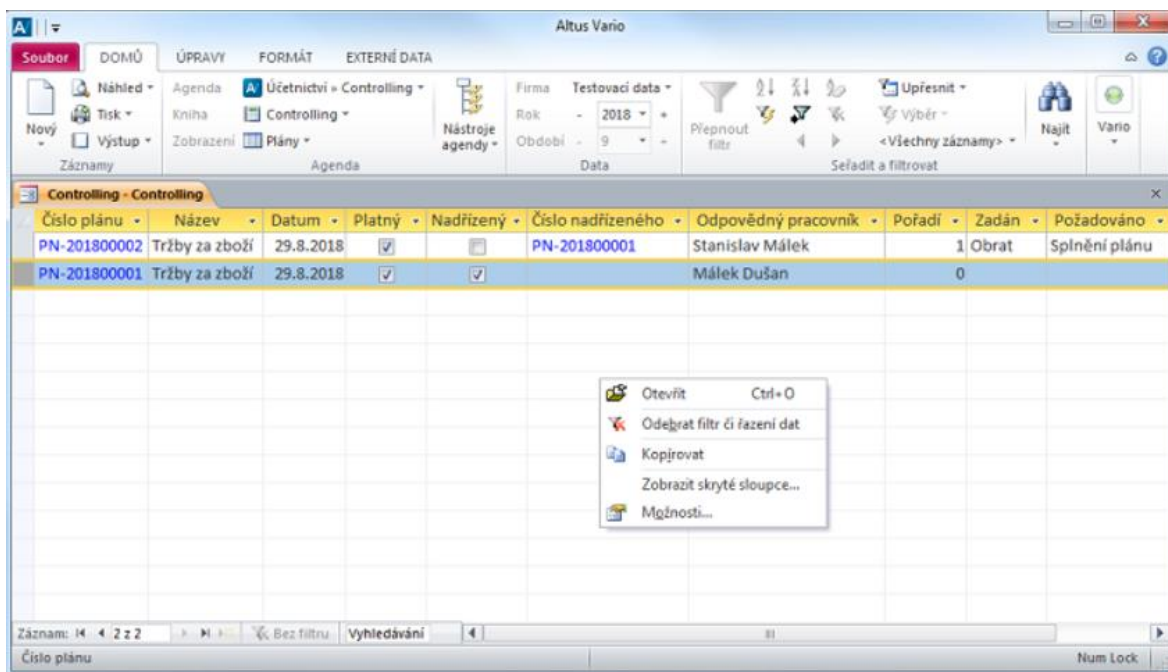 Altus Vario
Soubor DOMŮ ÚPRAVY FORMÁT EXTERNÍ DATA
Nový
Náhled
Tisk
Výstup
Záznamy
Agenda Účetnictví » Controlling
Kniha Controlling
Zobrazení Plány
Nástroje agendy
Agenda
Firma Testovací data
Rok - 2018 +
Období - 9 +
Data
Přepnout filtr
Upřesnit
Výběr
<Všechny záznamy>
Seřadit a filtrovat
Najít
Vario
Controlling - Controlling
Číslo plánu Název Datum Platný Nadřízený Číslo nadřízeného Odpovědný pracovník Pořadí Zadán Požadováno
PN-201800002 Tržby za zboží 29.8.2018 PN-201800001 Stanislav Málek 1 Obrat Splnění plánu
PN-201800001 Tržby za zboží 29.8.2018 Málek Dušan 0
Otevřít Ctrl+O
Odebrat filtr či řazení dat
Kopírovat
Zobrazit skryté sloupce...
Možnosti...
Záznam: 2 z 2 Bez filtru Vyhledávání
Číslo plánu Num Lock